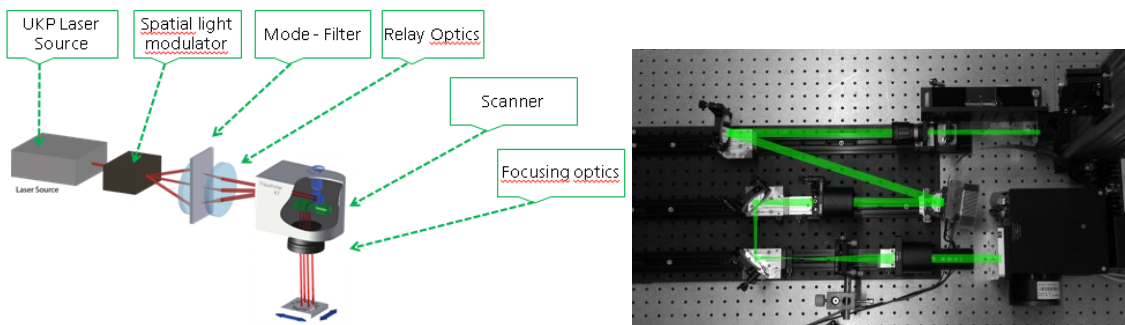 UKP Laser
Source
Spatial light
modulator
Mode - Filter
Relay Optics
Scanner
Focusing optics
Laser Source